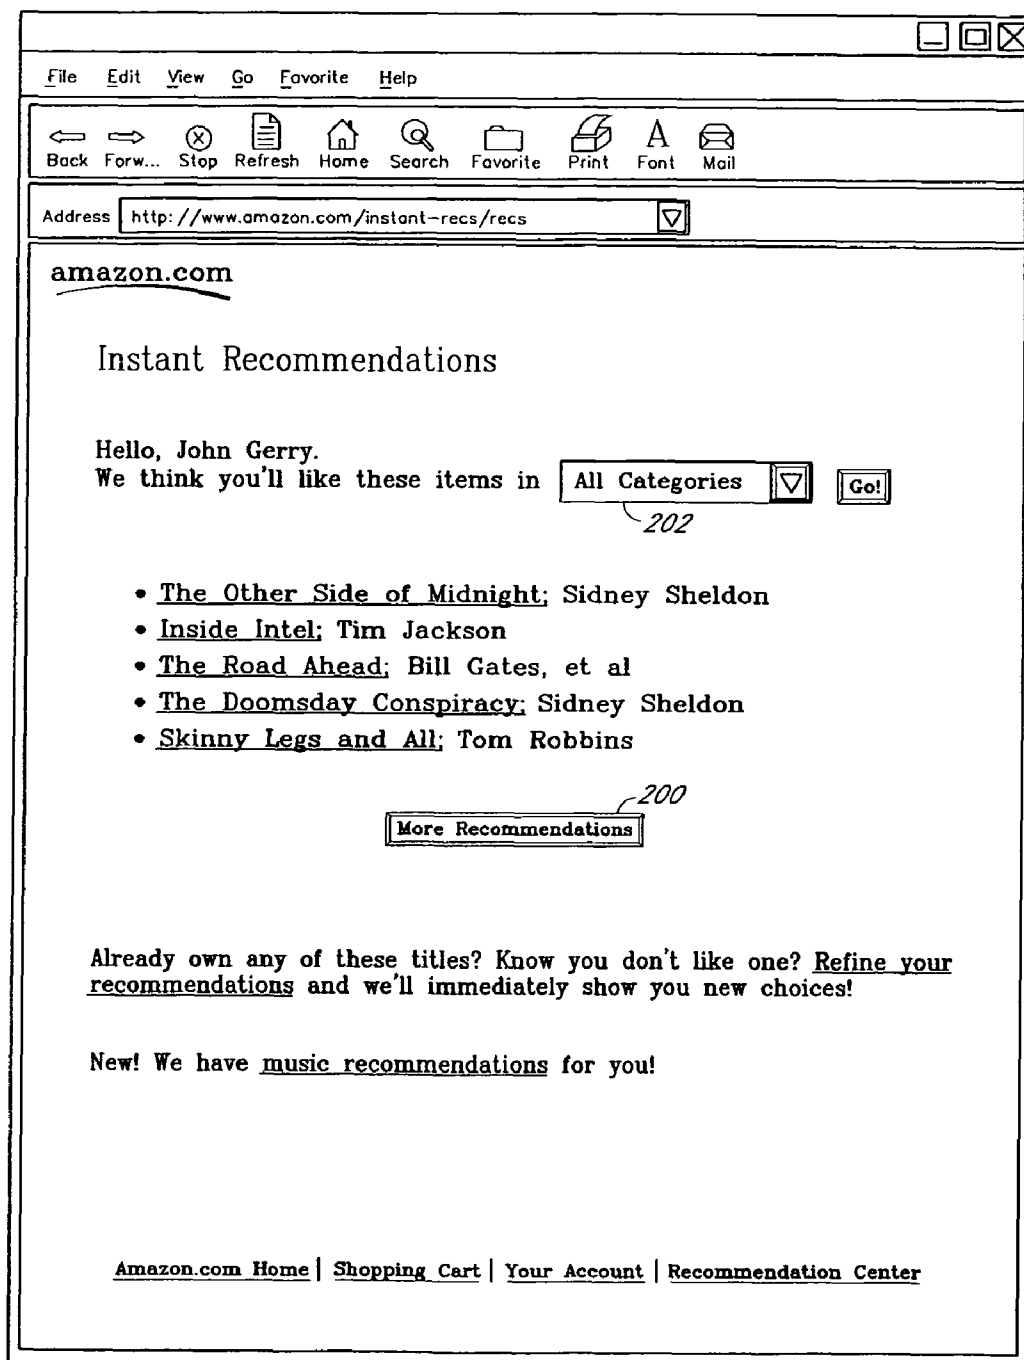 File Edit View Go Favorite Help
Back Forw... Stop Refresh Home Search Favorite Print Font Mail
Address http://www.amazon.com/instant-recs/recs
amazon.com
Instant Recommendations
Hello, John Gerry.
We think you'll like these items in All Categories Go!
202
• The Other Side of Midnight; Sidney Sheldon
• Inside Intel; Tim Jackson
• The Road Ahead; Bill Gates, et al
• The Doomsday Conspiracy; Sidney Sheldon
• Skinny Legs and All; Tom Robbins
200
More Recommendations
Already own any of these titles? Know you don't like one? Refine your
recommendations and we'll immediately show you new choices!
New! We have music recommendations for you!
Amazon.com Home | Shopping Cart | Your Account | Recommendation Center